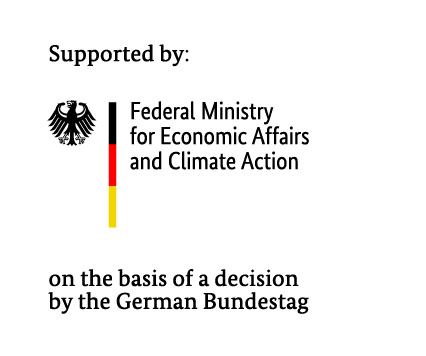 Supported by:
Federal Ministry
for Economic Affairs
and Climate Action
on the basis of a decision
by the German Bundestag